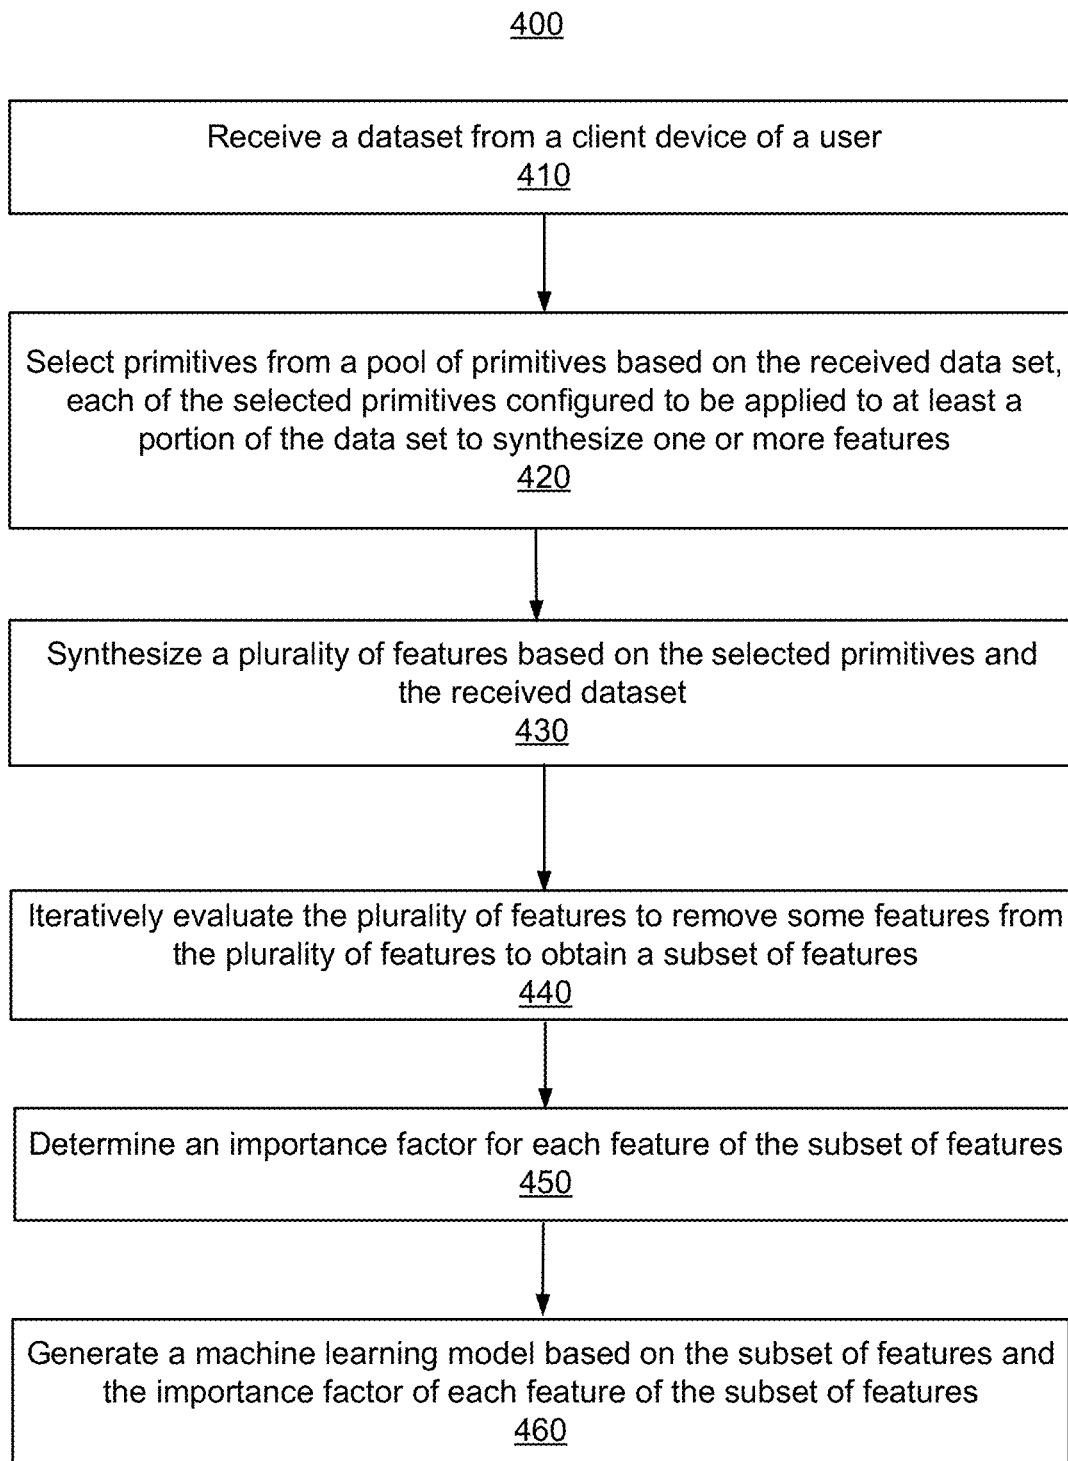 400
Receive a dataset from a client device of a user
410
Select primitives from a pool of primitives based on the received data set,
each of the selected primitives configured to be applied to at least a
portion of the data set to synthesize one or more features
420
Synthesize a plurality of features based on the selected primitives and
the received dataset
430
Iteratively evaluate the plurality of features to remove some features from
the plurality of features to obtain a subset of features
440
Determine an importance factor for each feature of the subset of features
450
Generate a machine learning model based on the subset of features and
the importance factor of each feature of the subset of features
460